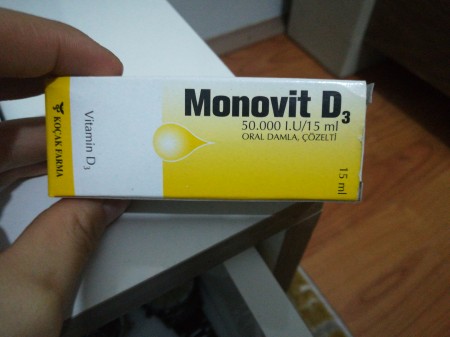 Monovit D3
50.000 I.U/15 ml
ORAL DAMLA, ÇÖZELTİ
15 ml
Vitamin D3
KOÇAK FARMA